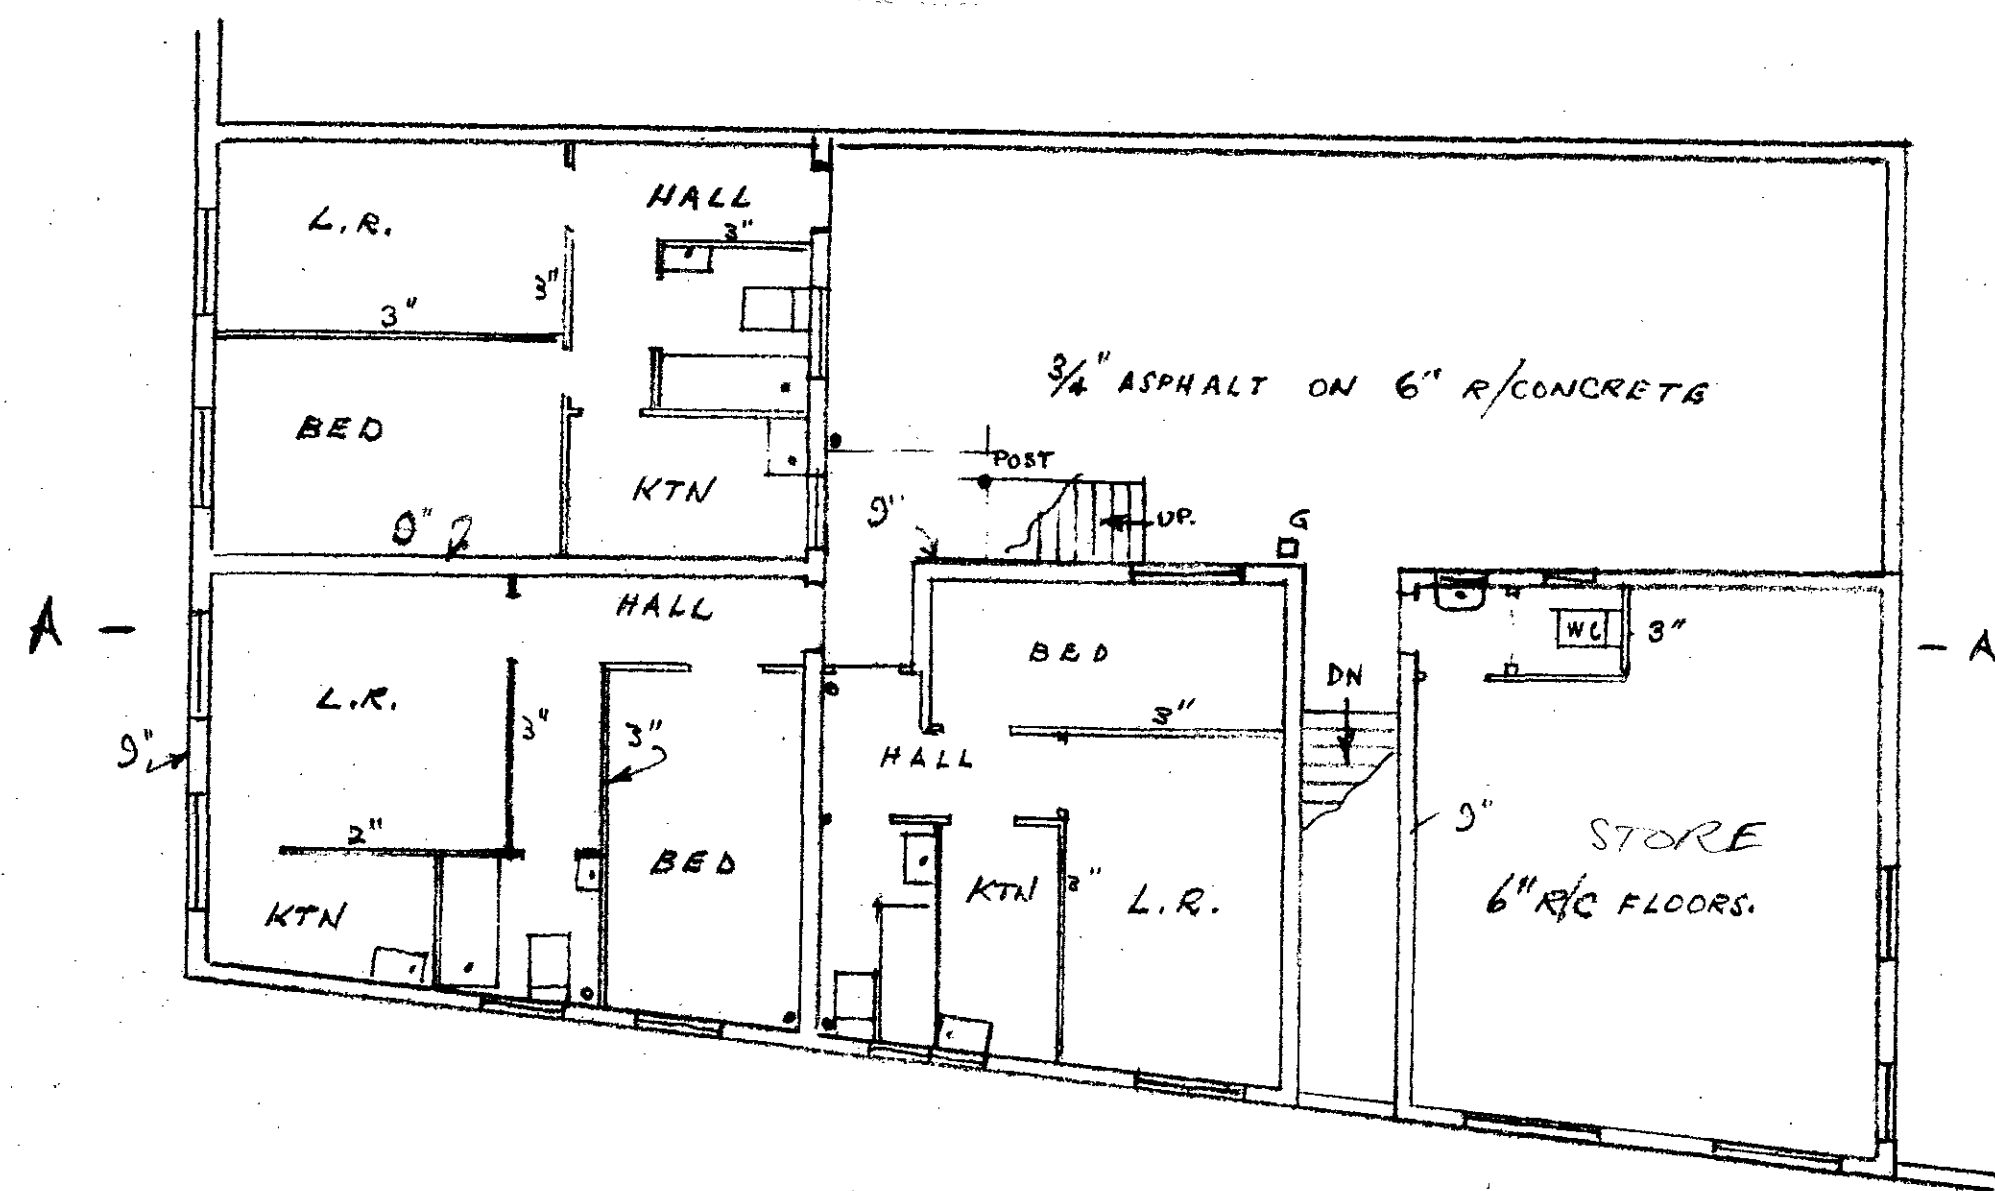 L.R.
HALL
3"
3"
3"
BED
KTN
3/4" ASPHALT ON 6" R/CONCRETE
POST
9"
UP.
G
9"
A -
HALL
BED
DN
WC
3"
- A
L.R.
3"
3"
9"
3"
HALL
2"
BED
KTN
KTN
3"
L.R.
9"
STORE
6" R/C FLOORS.